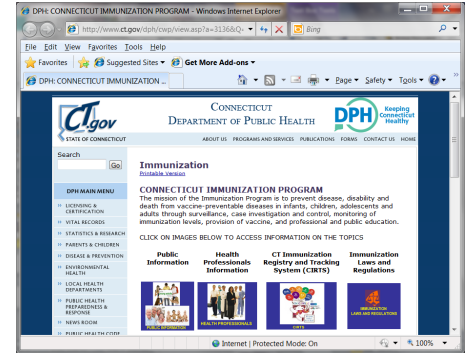 DPH: CONNECTICUT IMMUNIZATION PROGRAM - Windows Internet Explorer
http://www.ct.gov/dph/cwp/view.asp?a=3136&Q=
Bing
File Edit View Favorites Tools Help
Favorites Suggested Sites Get More Add-ons
DPH: CONNECTICUT IMMUNIZATION ...
Page Safety Tools
CT.gov
STATE OF CONNECTICUT
CONNECTICUT
DEPARTMENT OF PUBLIC HEALTH
DPH
Keeping
Connecticut
Healthy
ABOUT US PROGRAMS AND SERVICES PUBLICATIONS FORMS CONTACT US HOME
Search
Go
DPH MAIN MENU
LICENSING &
CERTIFICATION
VITAL RECORDS
STATISTICS & RESEARCH
PARENTS & CHILDREN
DISEASE & PREVENTION
ENVIRONMENTAL
HEALTH
LOCAL HEALTH
DEPARTMENTS
PUBLIC HEALTH
PREPAREDNESS &
RESPONSE
NEWS ROOM
PUBLIC HEALTH CODE
Immunization
Printable Version
CONNECTICUT IMMUNIZATION PROGRAM
The mission of the Immunization Program is to prevent disease, disability and
death from vaccine-preventable diseases in infants, children, adolescents and
adults through surveillance, case investigation and control, monitoring of
immunization levels, provision of vaccine, and professional and public education.
CLICK ON IMAGES BELOW TO ACCESS INFORMATION ON THE TOPICS
Public
Information
Health
Professionals
Information
CT Immunization
Registry and Tracking
System (CIRTS)
Immunization
Laws and
Regulations
PUBLIC INFORMATION
HEALTH PROFESSIONALS
CIRTS
IMMUNIZATION
LAWS AND REGULATIONS
Internet | Protected Mode: On
100%